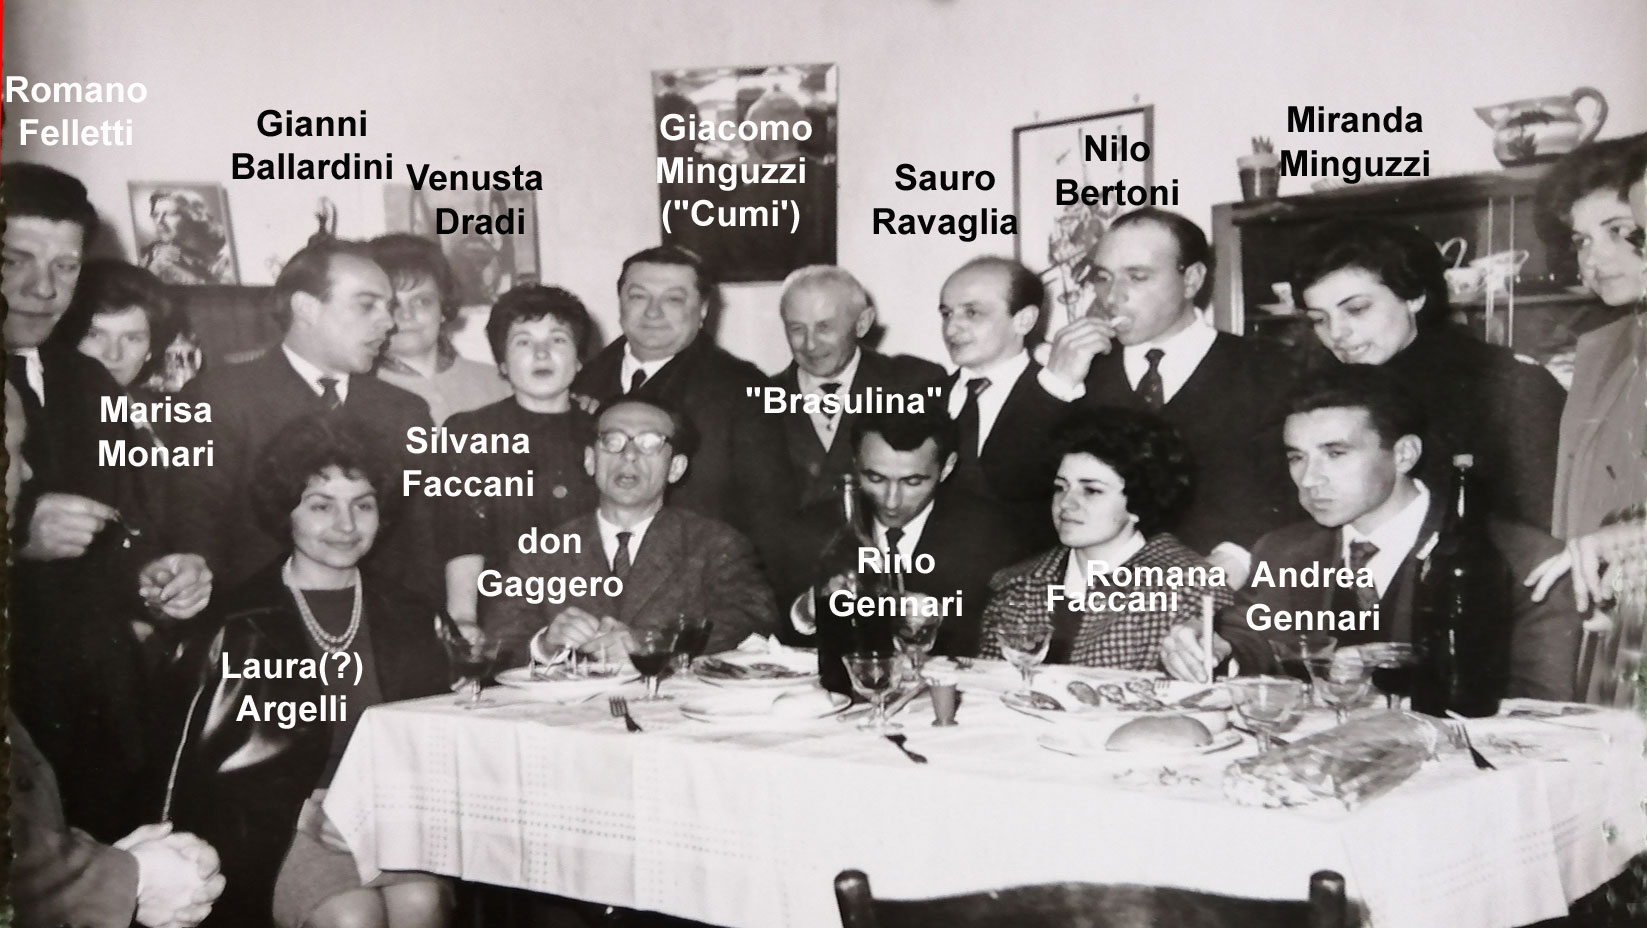 Romano
Felletti
Gianni
Ballardini
Venusta
Dradi
Giacomo
Minguzzi
("Cumi')
Sauro
Ravaglia
Nilo
Bertoni
Miranda
Minguzzi
Marisa
Monari
Silvana
Faccani
"Brasulina"
don
Gaggero
Rino
Gennari
Romana
Faccani
Andrea
Gennari
Laura(?)
Argelli